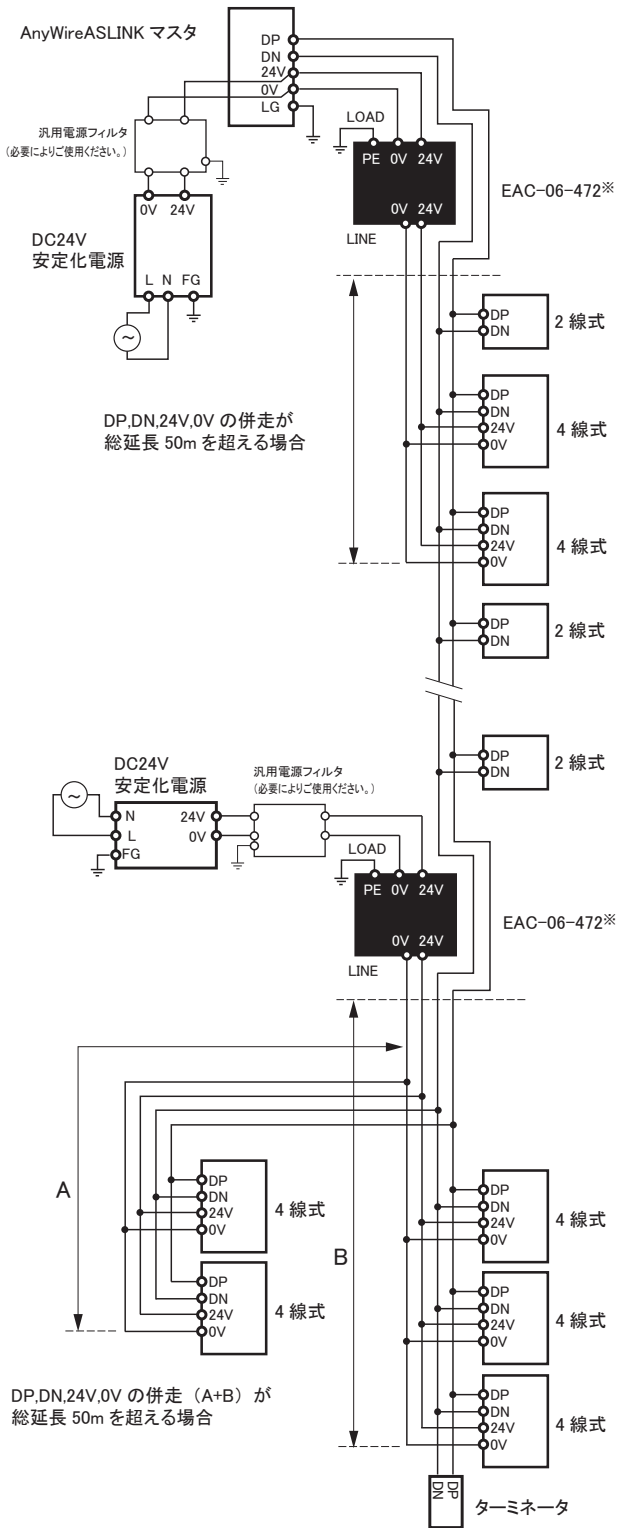 AnyWireASLINK マスタ
DP
DN
24V
0V
LG
汎用電源フィルタ
(必要によりご使用ください。)
0V 24V
DC24V
安定化電源
L N FG
~
LOAD
PE 0V 24V
0V 24V
LINE
EAC-06-472※
DP
DN
2 線式
DP
DN
24V
0V
4 線式
DP,DN,24V,0V の併走が
総延長 50m を超える場合
DP
DN
24V
0V
4 線式
DP
DN
2 線式
DP
DN
2 線式
DC24V
安定化電源
汎用電源フィルタ
(必要によりご使用ください。)
~
N
L
FG
24V
0V
LOAD
PE 0V 24V
0V 24V
LINE
EAC-06-472※
A
B
DP
DN
24V
0V
4 線式
DP
DN
24V
0V
4 線式
DP
DN
24V
0V
4 線式
DP
DN
24V
0V
4 線式
DP
DN
24V
0V
4 線式
DP,DN,24V,0V の併走（A+B）が
総延長 50m を超える場合
DN
DP
ターミネータ